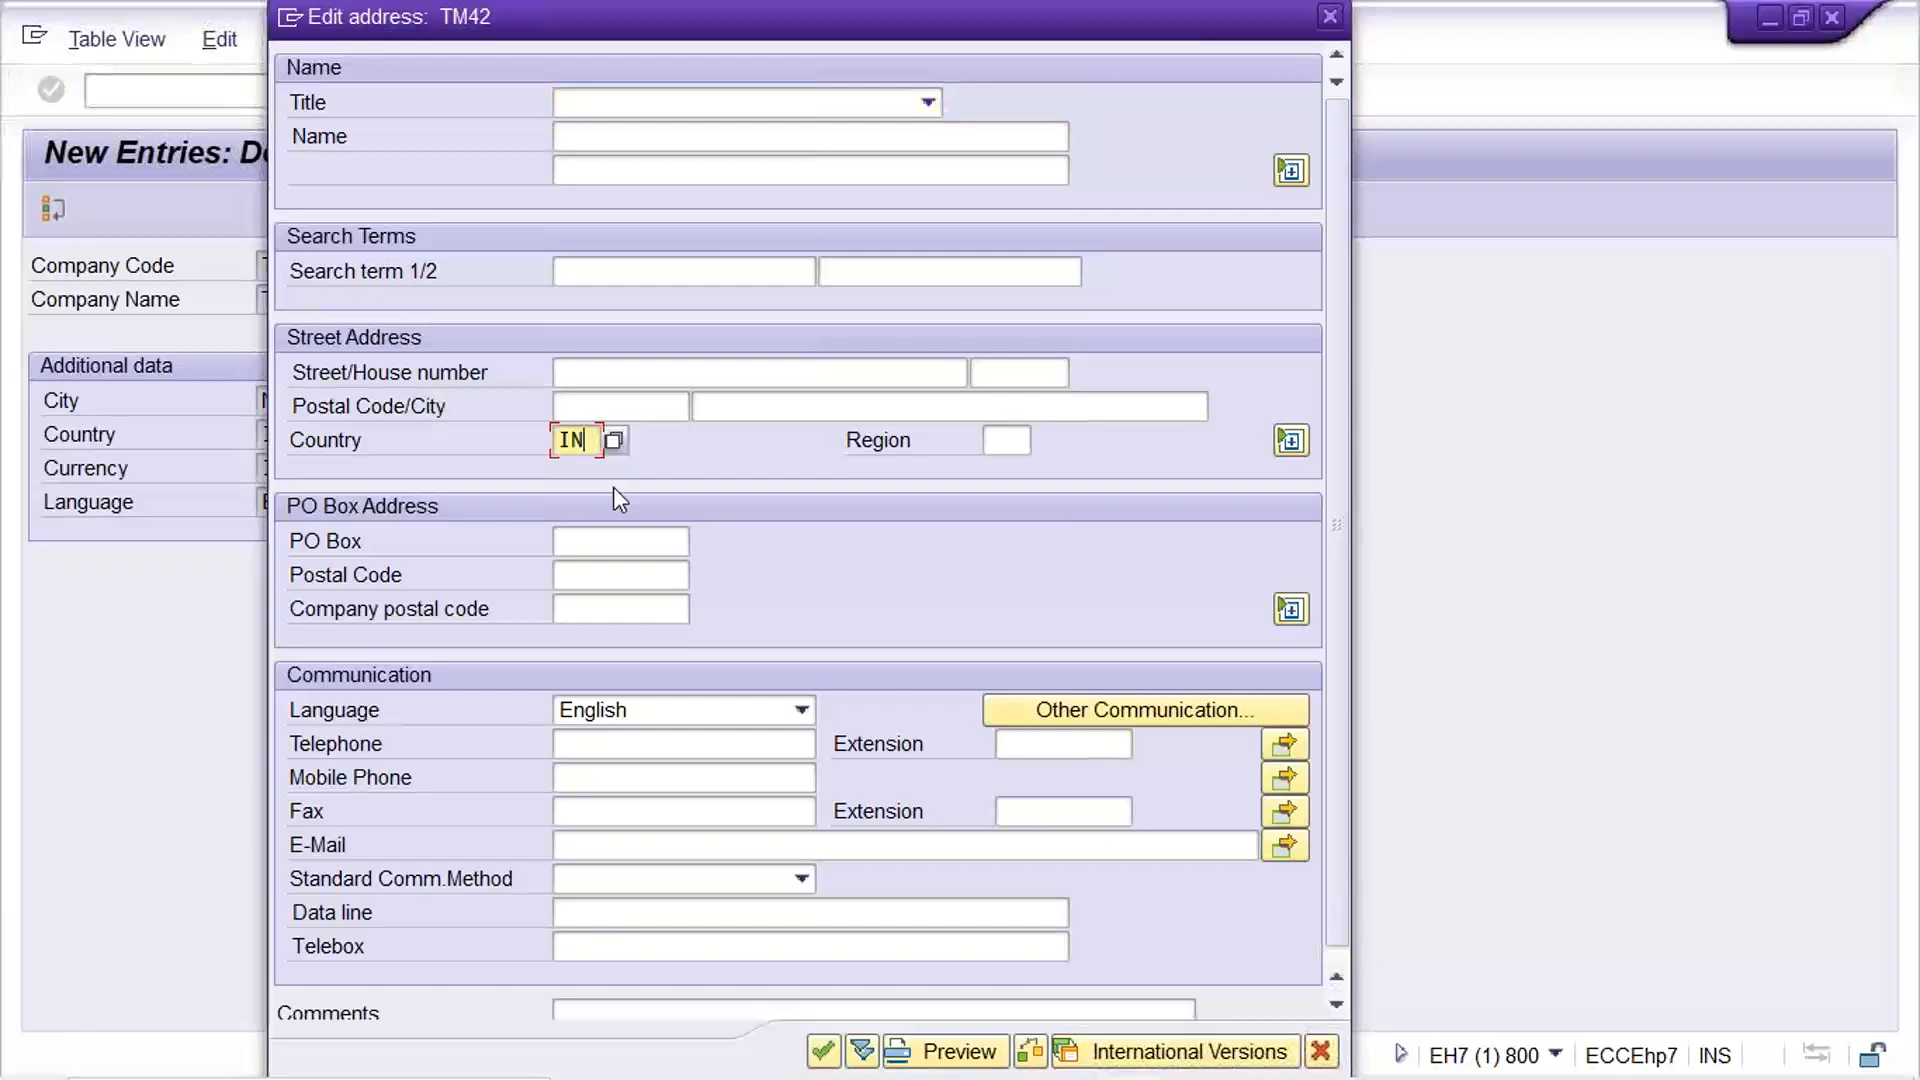 Edit address: TM42
Table View Edit
New Entries:
Company Code
Company Name
Additional data
City
Country
Currency
Language
Name
Title
Name
Search Terms
Search term 1/2
Street Address
Street/House number
Postal Code/City
Country IN Region
PO Box Address
PO Box
Postal Code
Company postal code
Communication
Language English Other Communication...
Telephone Extension
Mobile Phone
Fax Extension
E-Mail
Standard Comm.Method
Data line
Telebox
Comments
Preview International Versions
EH7 (1) 800 ECCEhp7 INS